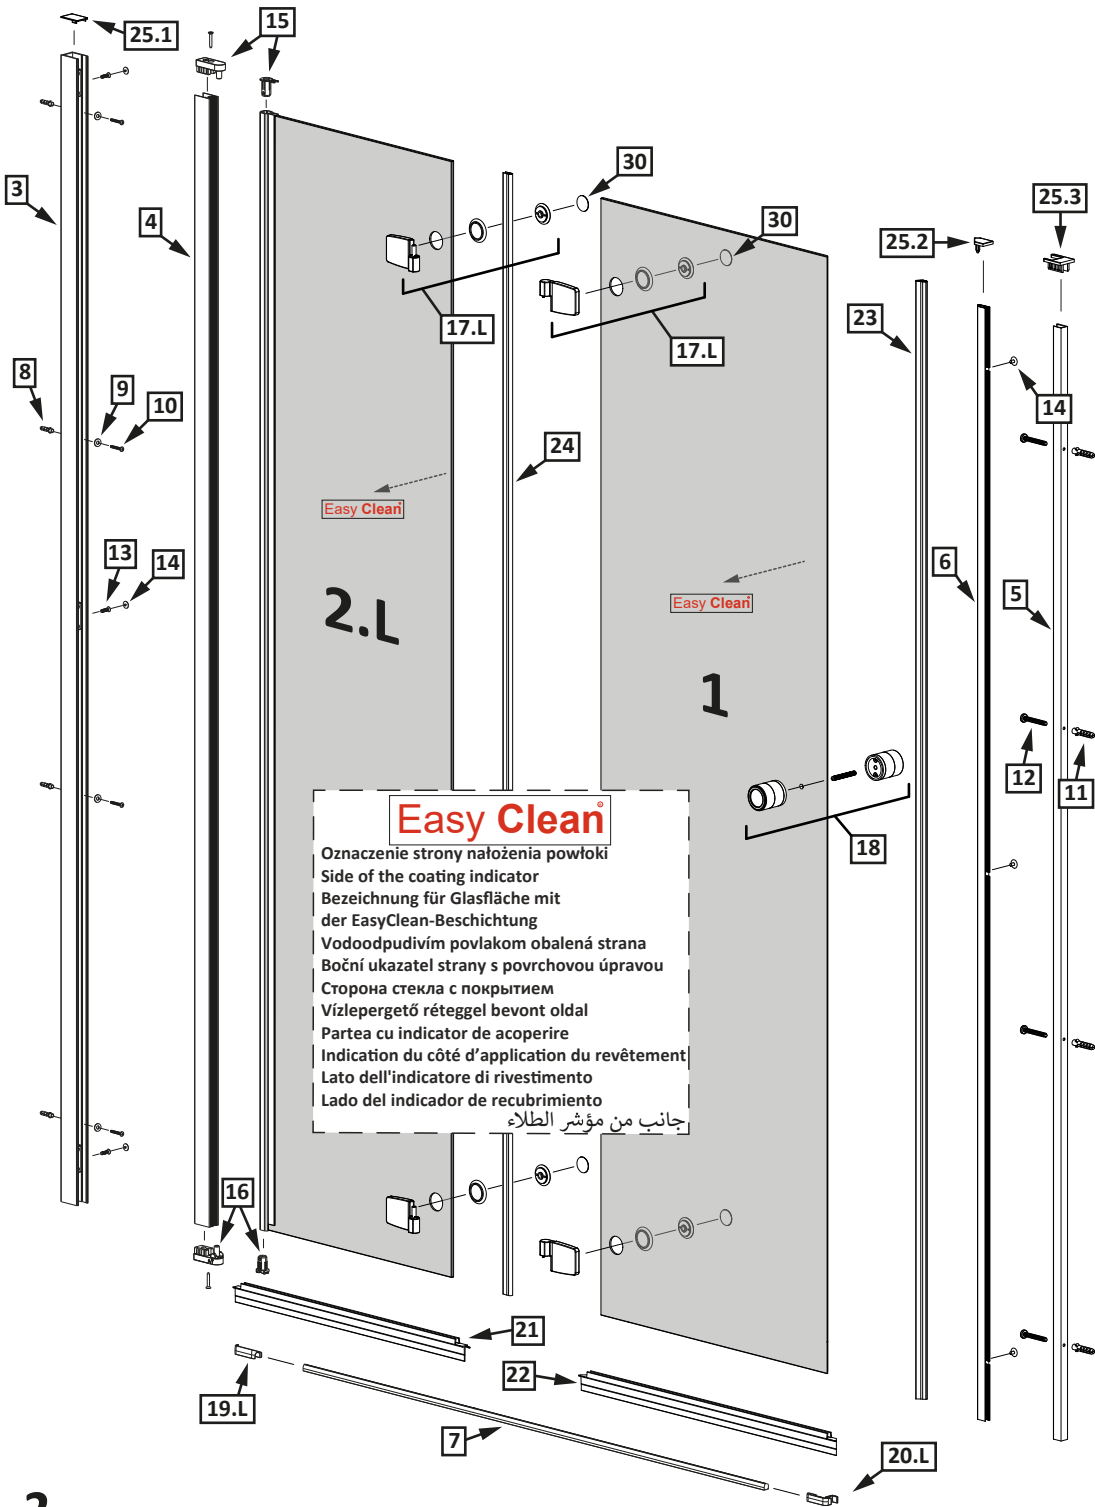 25.1
15
30
3
4
25.3
30
25.2
17.L
23
17.L
8
9
10
14
24
Easy Clean
13
14
6
Easy Clean
5
2.L
1
12
11
18
Easy Clean®
Oznaczenie strony nałożenia powłoki
Side of the coating indicator
Bezeichnung für Glasfläche mit
der EasyClean-Beschichtung
Vodoodpudivím povlakom obalená strana
Boční ukazatel strany s povrchovou úpravou
Сторона стекла с покрытием
Vízlepergető réteggel bevont oldal
Partea cu indicator de acoperire
Indication du côté d’application du revêtement
Lato dell'indicatore di rivestimento
Lado del indicador de recubrimiento
جانب من مؤشر الطلاء
16
21
22
19.L
7
20.L
2